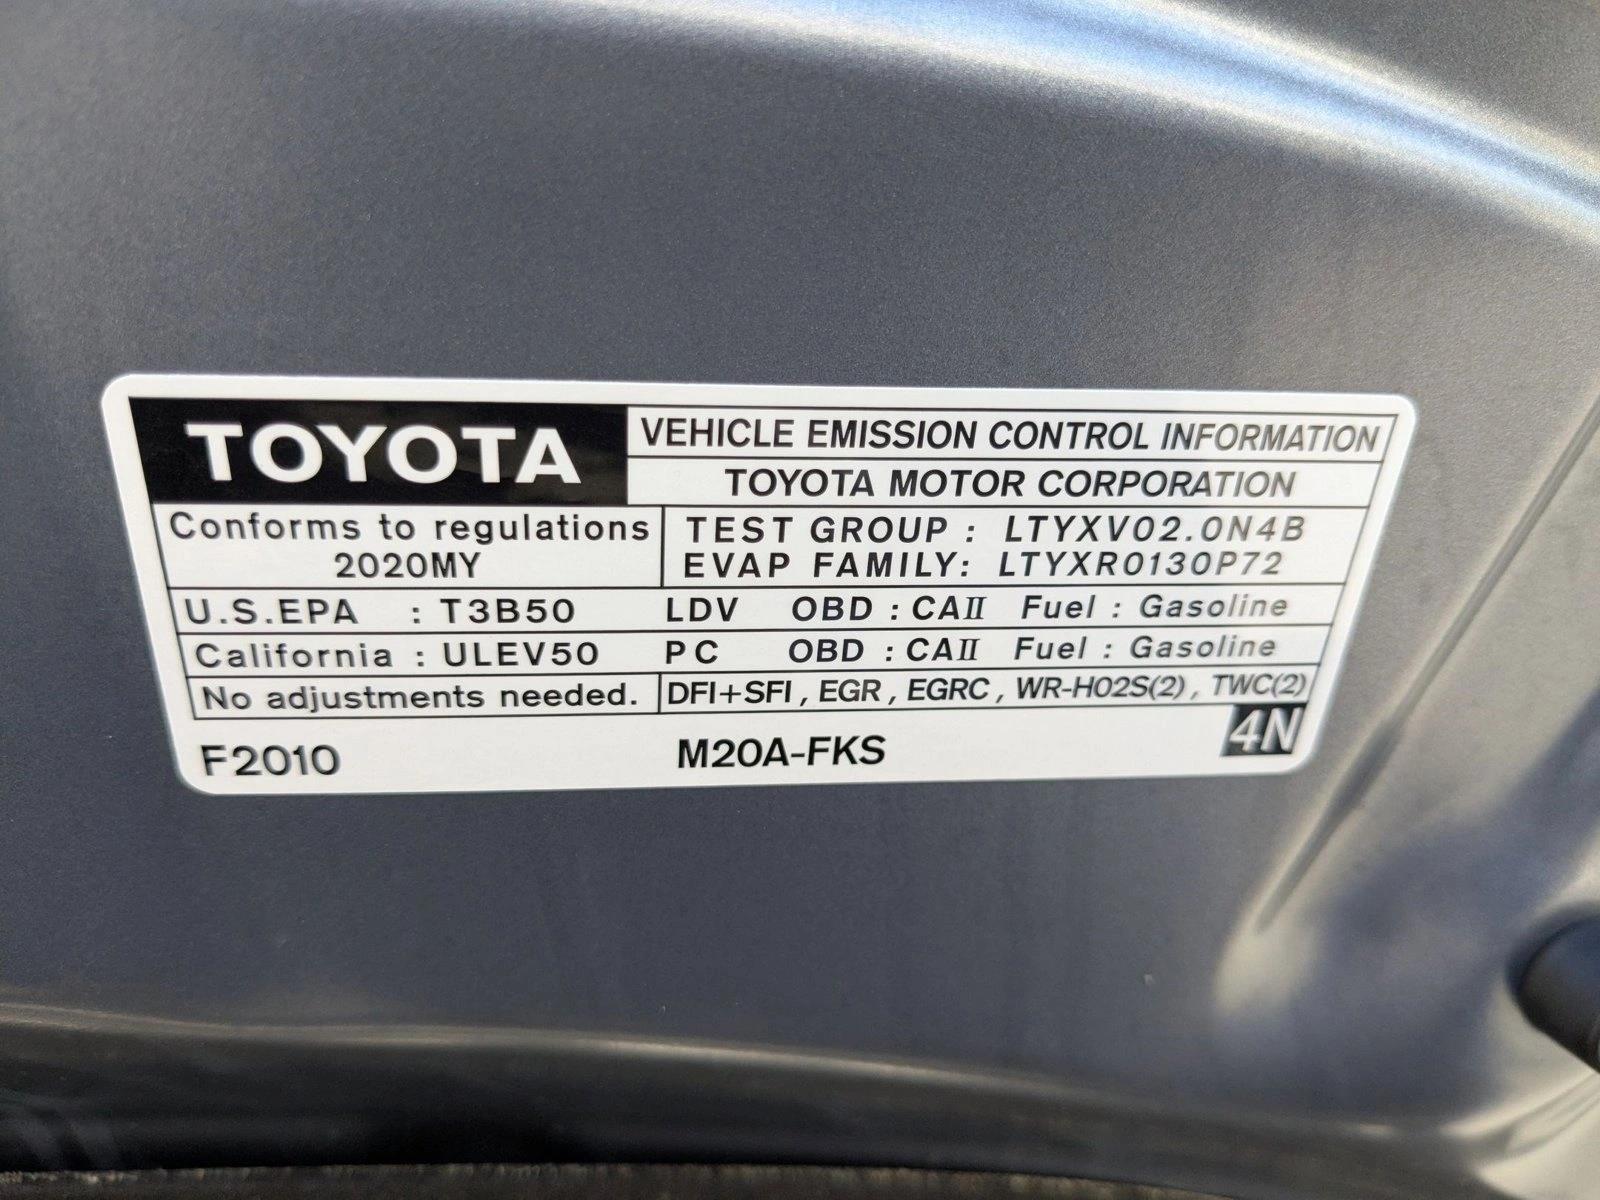 TOYOTA
VEHICLE EMISSION CONTROL INFORMATION
TOYOTA MOTOR CORPORATION
Conforms to regulations
2020MY
TEST GROUP : LTYXV02.0N4B
EVAP FAMILY: LTYXR0130P72
U.S.EPA : T3B50 LDV OBD : CAII Fuel : Gasoline
California : ULEV50 PC OBD : CAII Fuel : Gasoline
No adjustments needed. DFI+SFI, EGR, EGRC, WR-HO2S(2), TWC(2)
F2010 M20A-FKS 4N